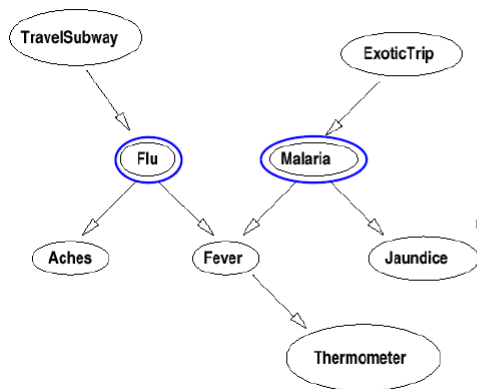 TravelSubway
ExoticTrip
Flu
Malaria
Aches
Fever
Jaundice
Thermometer